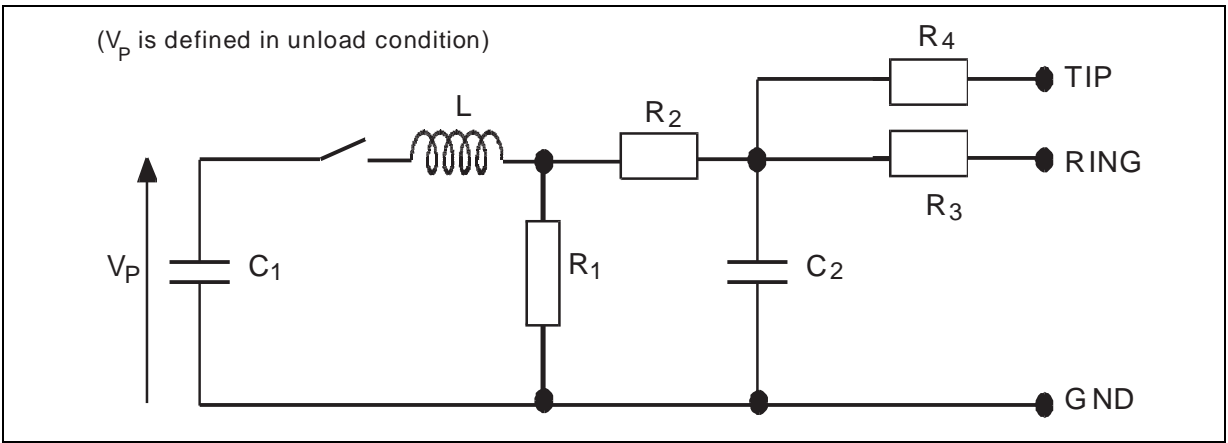 (VP is defined in unload condition)
R4
TIP
L
R2
RING
R3
VP
C1
R1
C2
GND